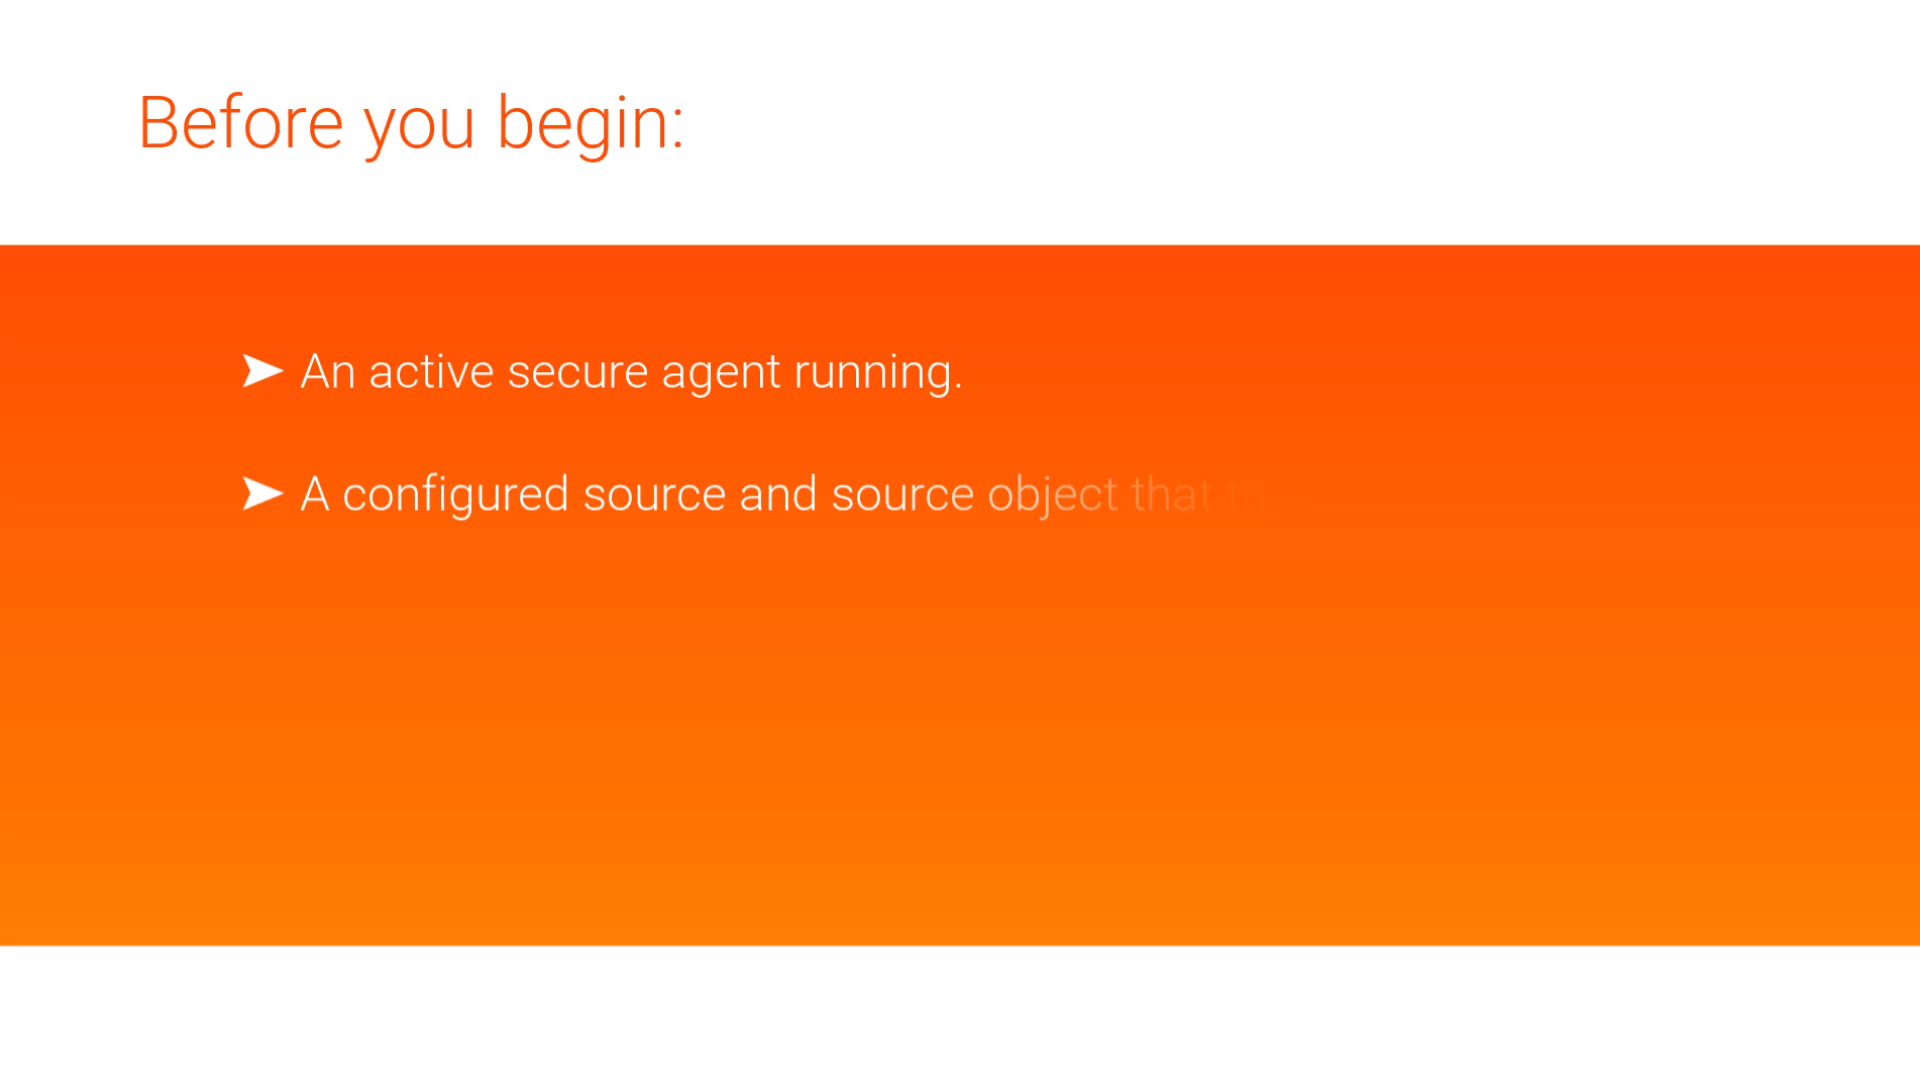 Before you begin:
➤ An active secure agent running.
➤ A configured source and source object that